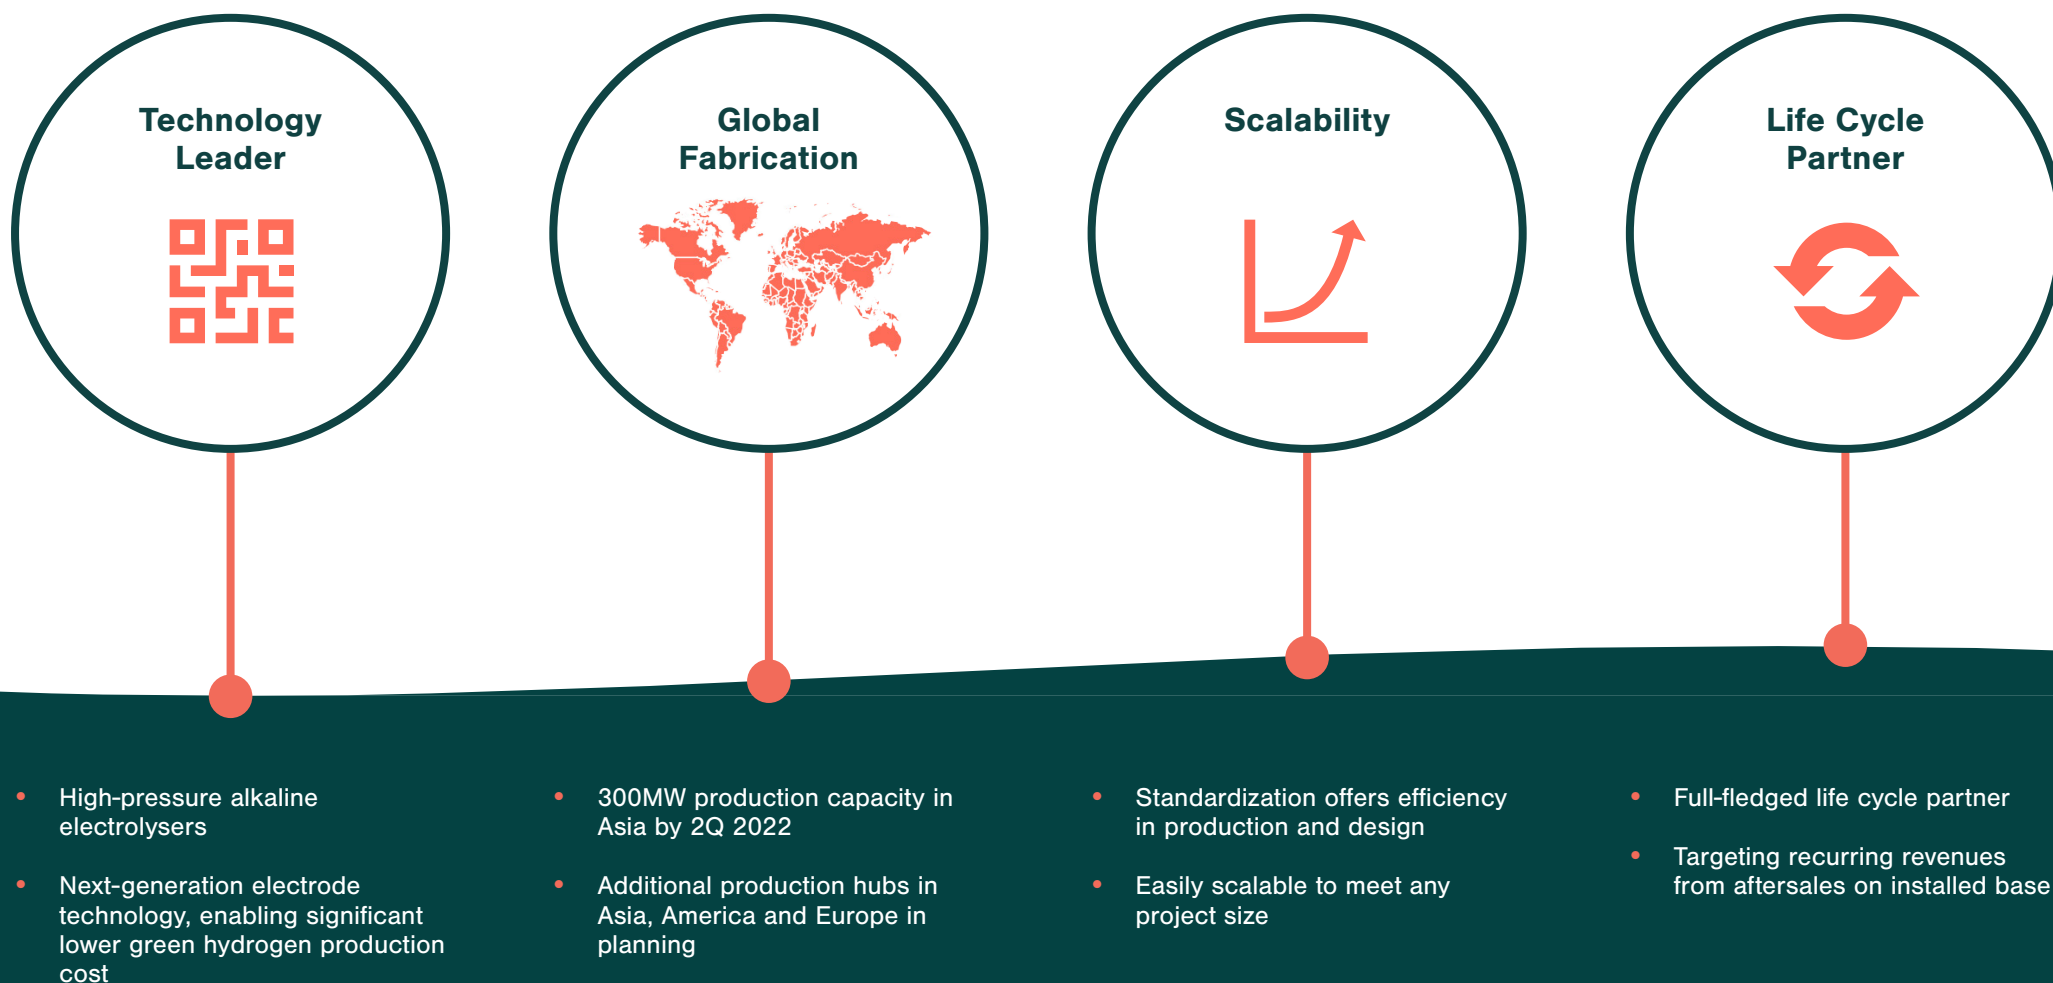 Technology
Leader
Global
Fabrication
Scalability
Life Cycle
Partner
• High-pressure alkaline
electrolysers
• Next-generation electrode
technology, enabling significant
lower green hydrogen production
cost
• 300MW production capacity in
Asia by 2Q 2022
• Additional production hubs in
Asia, America and Europe in
planning
• Standardization offers efficiency
in production and design
• Easily scalable to meet any
project size
• Full-fledged life cycle partner
• Targeting recurring revenues
from aftersales on installed base